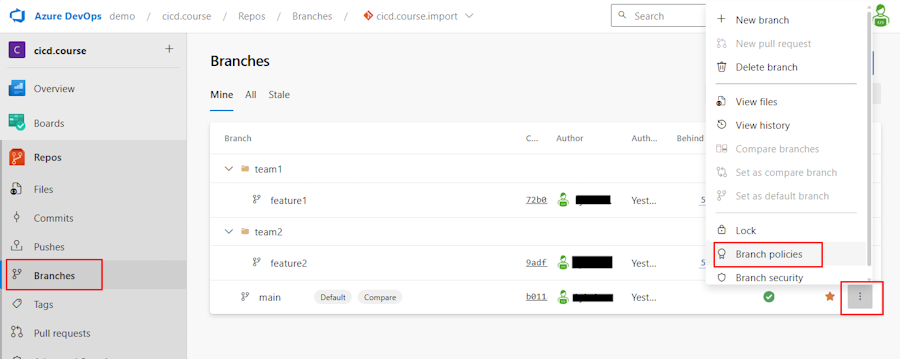 Azure DevOps demo / cicd.course / Repos / Branches / cicd.course.import
Search
C cicd.course +
Overview
Boards
Repos
Files
Commits
Pushes
Branches
Tags
Pull requests
Branches
Mine All Stale
Branch C... Author Auth... Behind
team1
feature1 72b0 Yest... 5
team2
feature2 9adf Yest... 5
main Default Compare b011 Yest...
New branch
New pull request
Delete branch
View files
View history
Compare branches
Set as compare branch
Set as default branch
Lock
Branch policies
Branch security